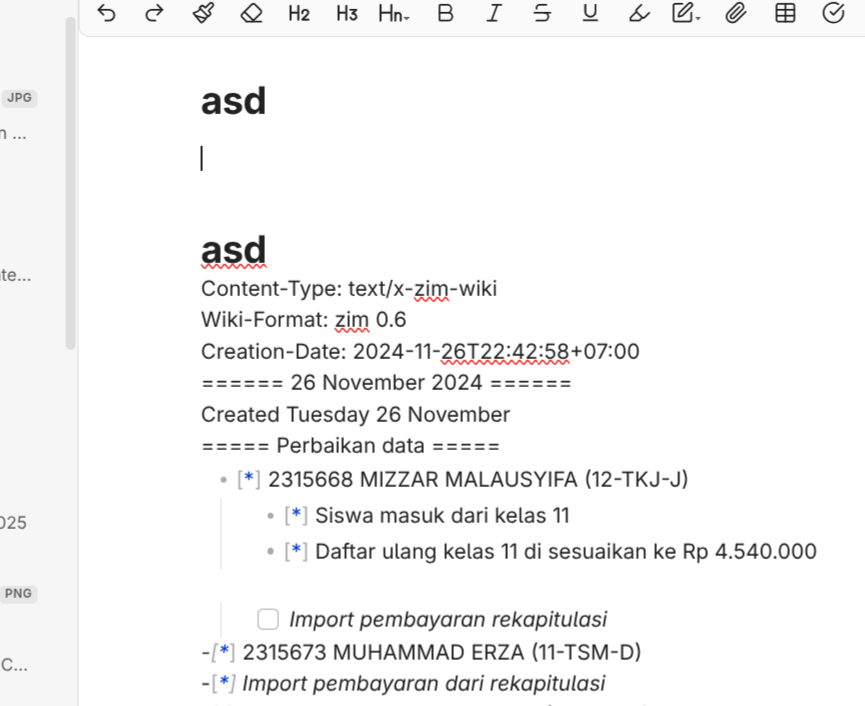 H2 H3 Hn B I S U
JPG
n ...
asd
asd
te...
Content-Type: text/x-zim-wiki
Wiki-Format: zim 0.6
Creation-Date: 2024-11-26T22:42:58+07:00
====== 26 November 2024 ======
Created Tuesday 26 November
===== Perbaikan data =====
• [*] 2315668 MIZZAR MALAUSYIFA (12-TKJ-J)
• [*] Siswa masuk dari kelas 11
025
• [*] Daftar ulang kelas 11 di sesuaikan ke Rp 4.540.000
PNG
Import pembayaran rekapitulasi
C...
-[*] 2315673 MUHAMMAD ERZA (11-TSM-D)
-[*] Import pembayaran dari rekapitulasi